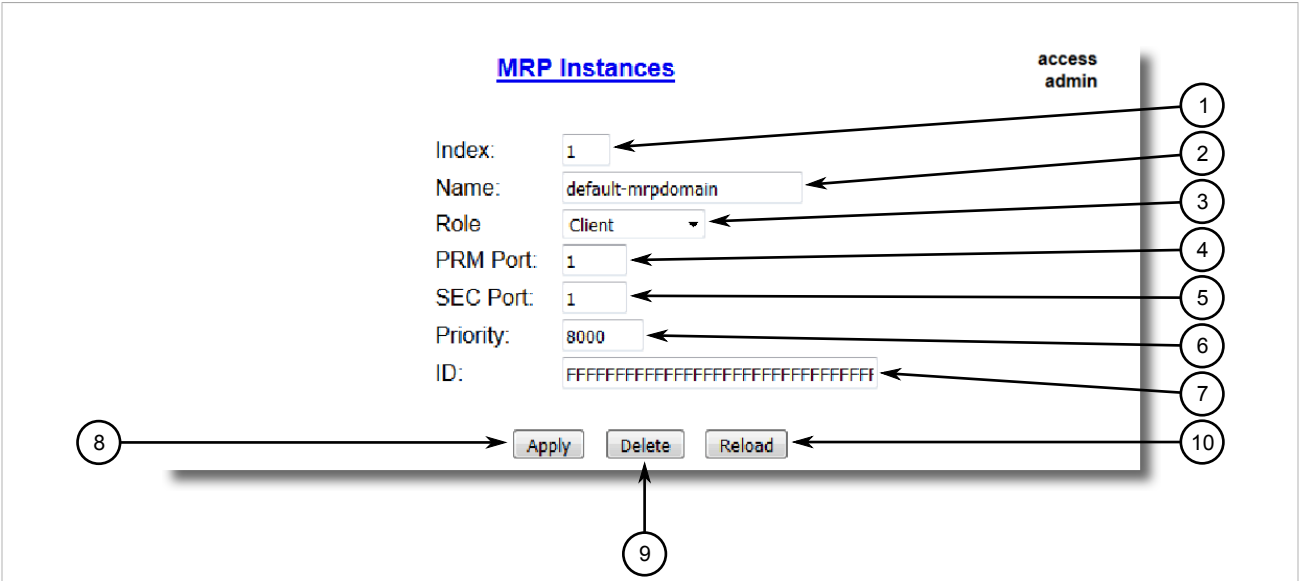 MRP Instances
access
admin
1
Index: 1
2
Name: default-mrpdomain
3
Role Client
4
PRM Port: 1
5
SEC Port: 1
6
Priority: 8000
7
ID: FFFFFFFFFFFFFFFFFFFFFFFFFFFFFFFF
8
Apply Delete Reload
10
9